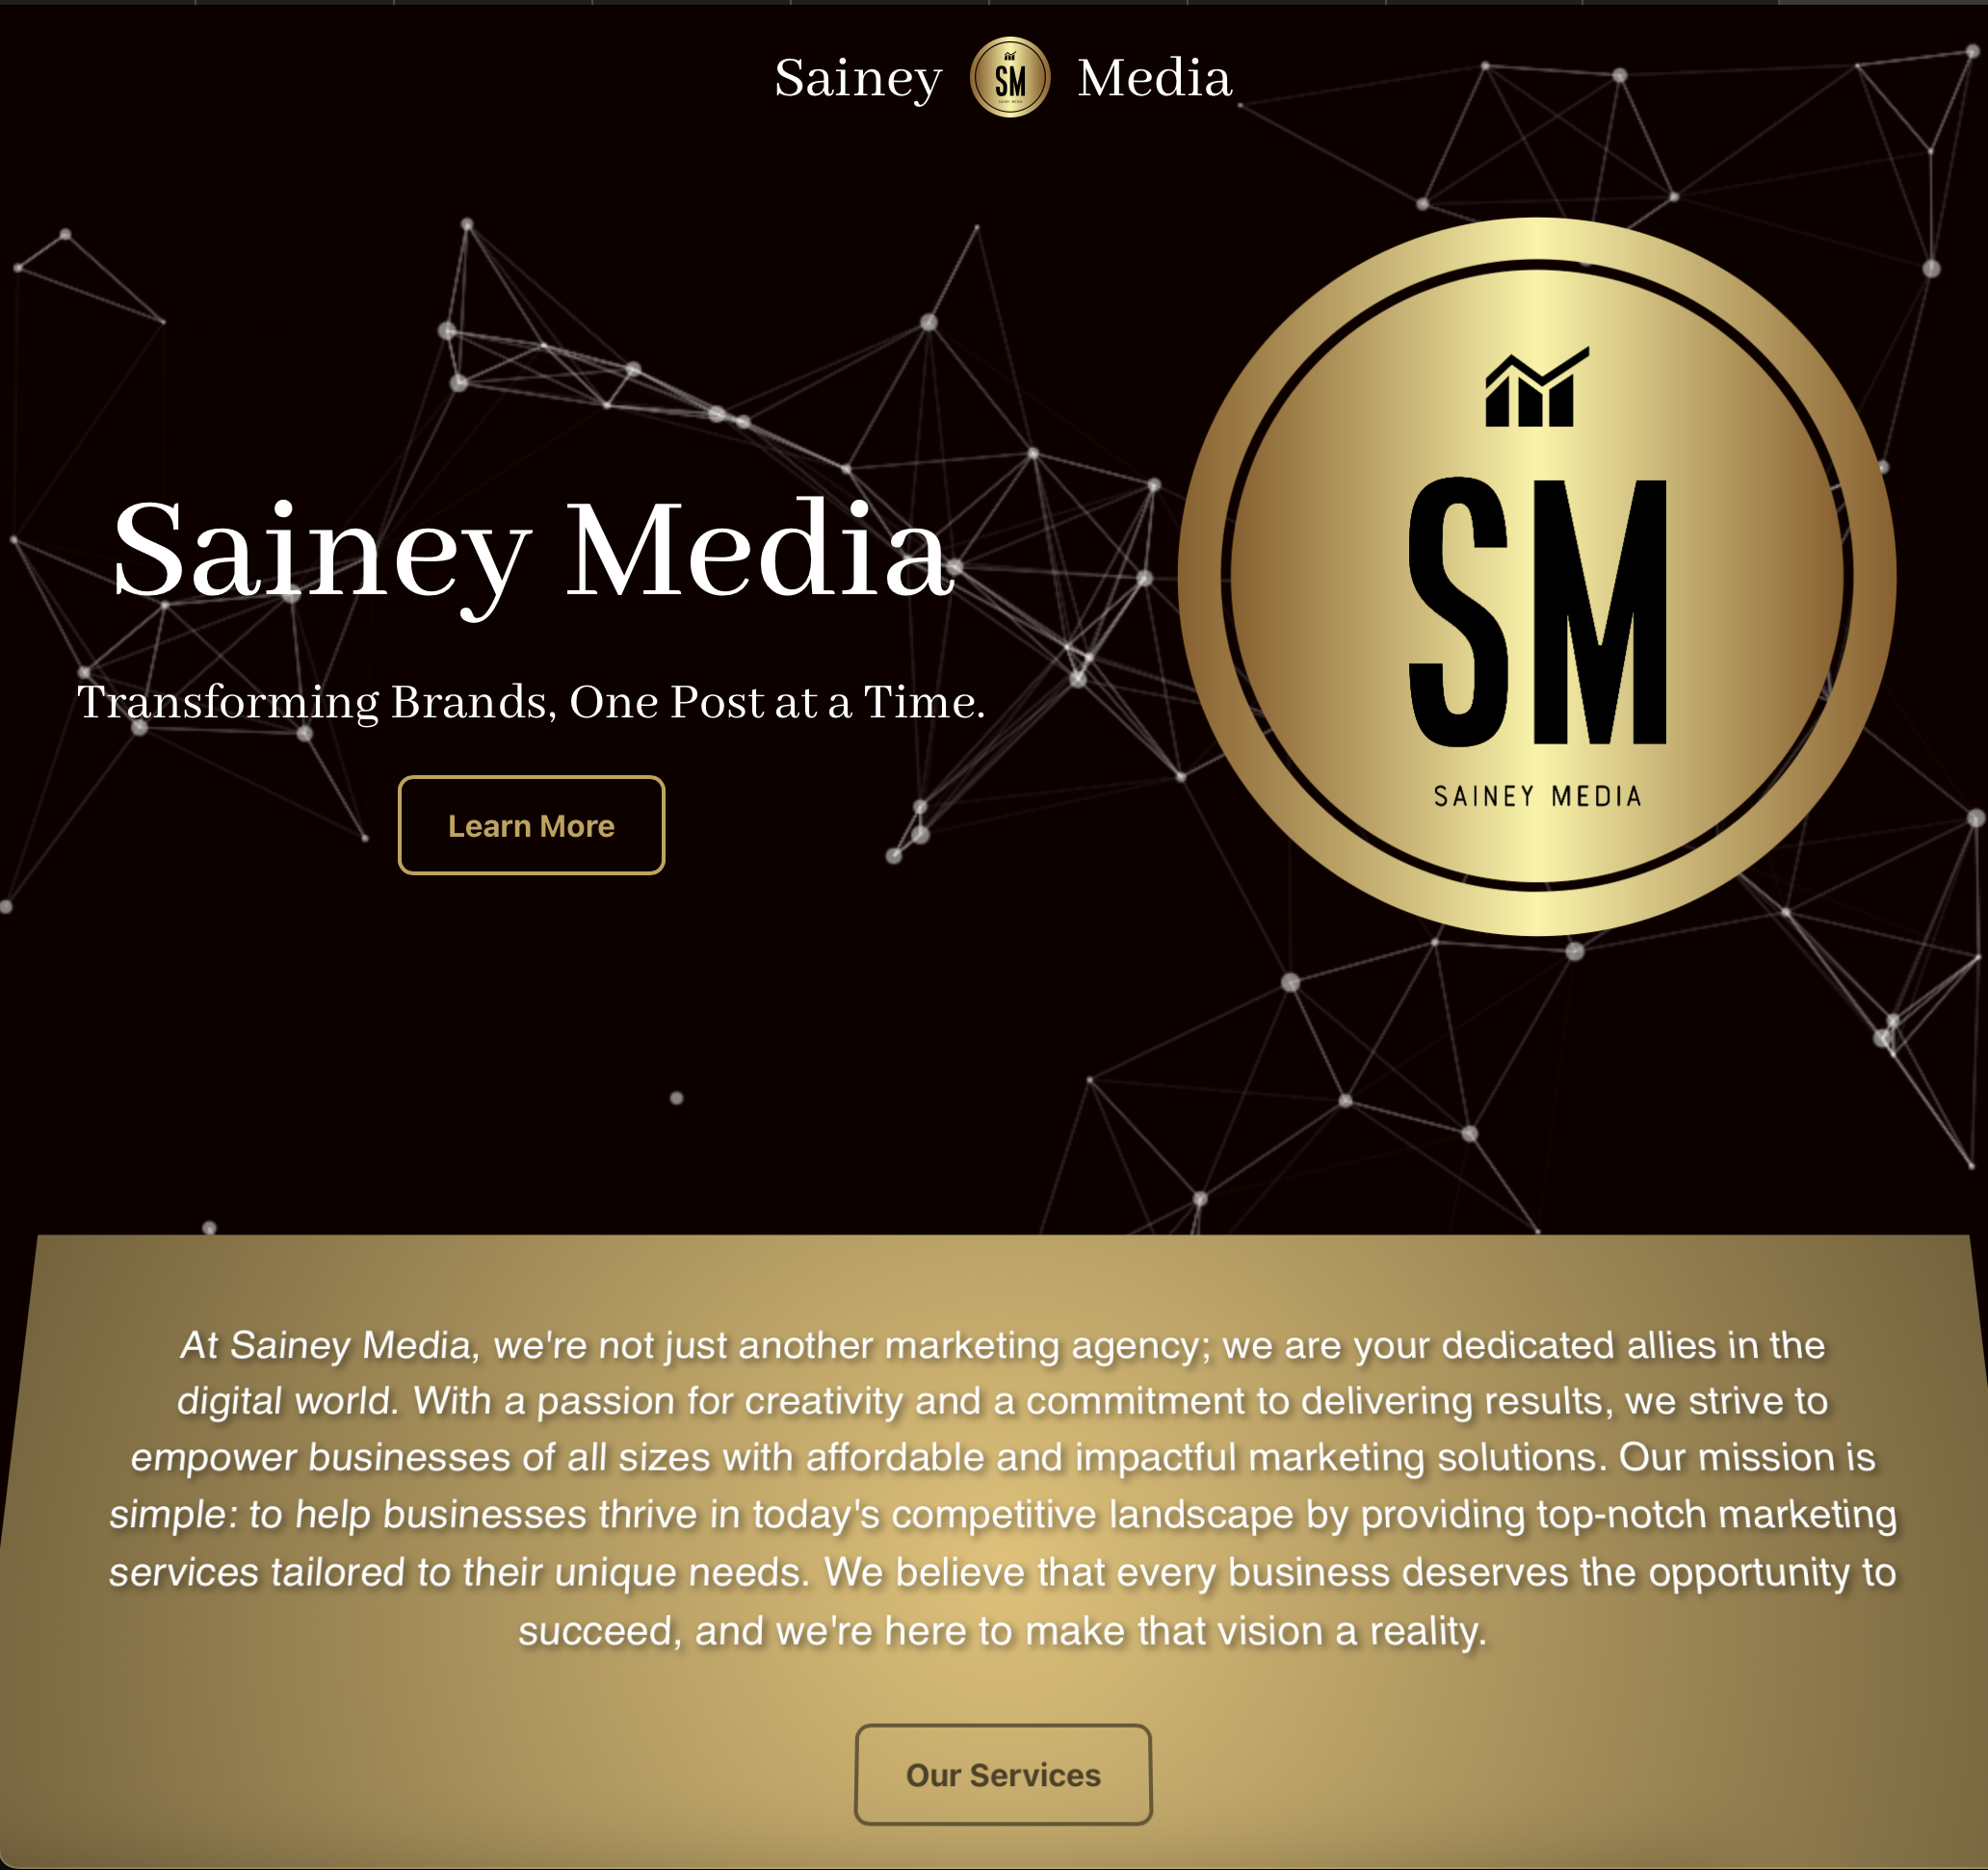 Sainey SM Media
SM
SAINEY MEDIA
Sainey Media
Transforming Brands, One Post at a Time.
Learn More
At Sainey Media, we're not just another marketing agency; we are your dedicated allies in the
digital world. With a passion for creativity and a commitment to delivering results, we strive to
empower businesses of all sizes with affordable and impactful marketing solutions. Our mission is
simple: to help businesses thrive in today's competitive landscape by providing top-notch marketing
services tailored to their unique needs. We believe that every business deserves the opportunity to
succeed, and we're here to make that vision a reality.
Our Services